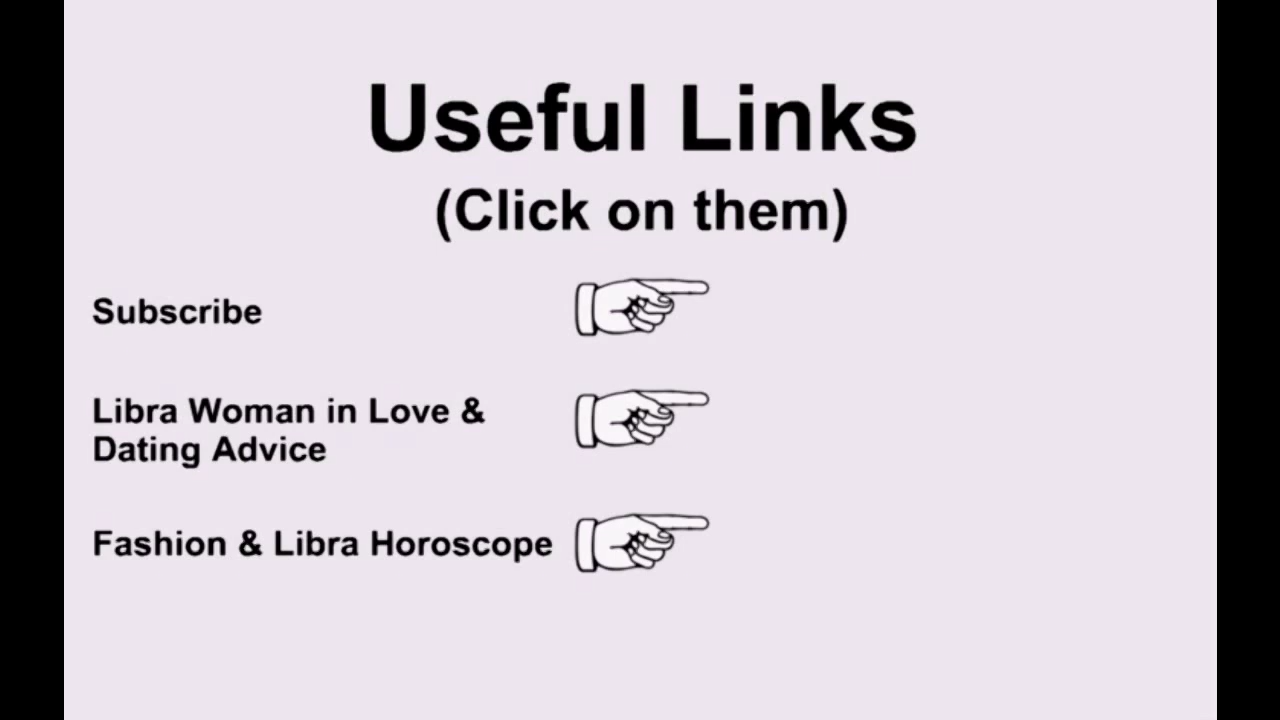 Useful Links
(Click on them)
Subscribe
Libra Woman in Love &
Dating Advice
Fashion & Libra Horoscope